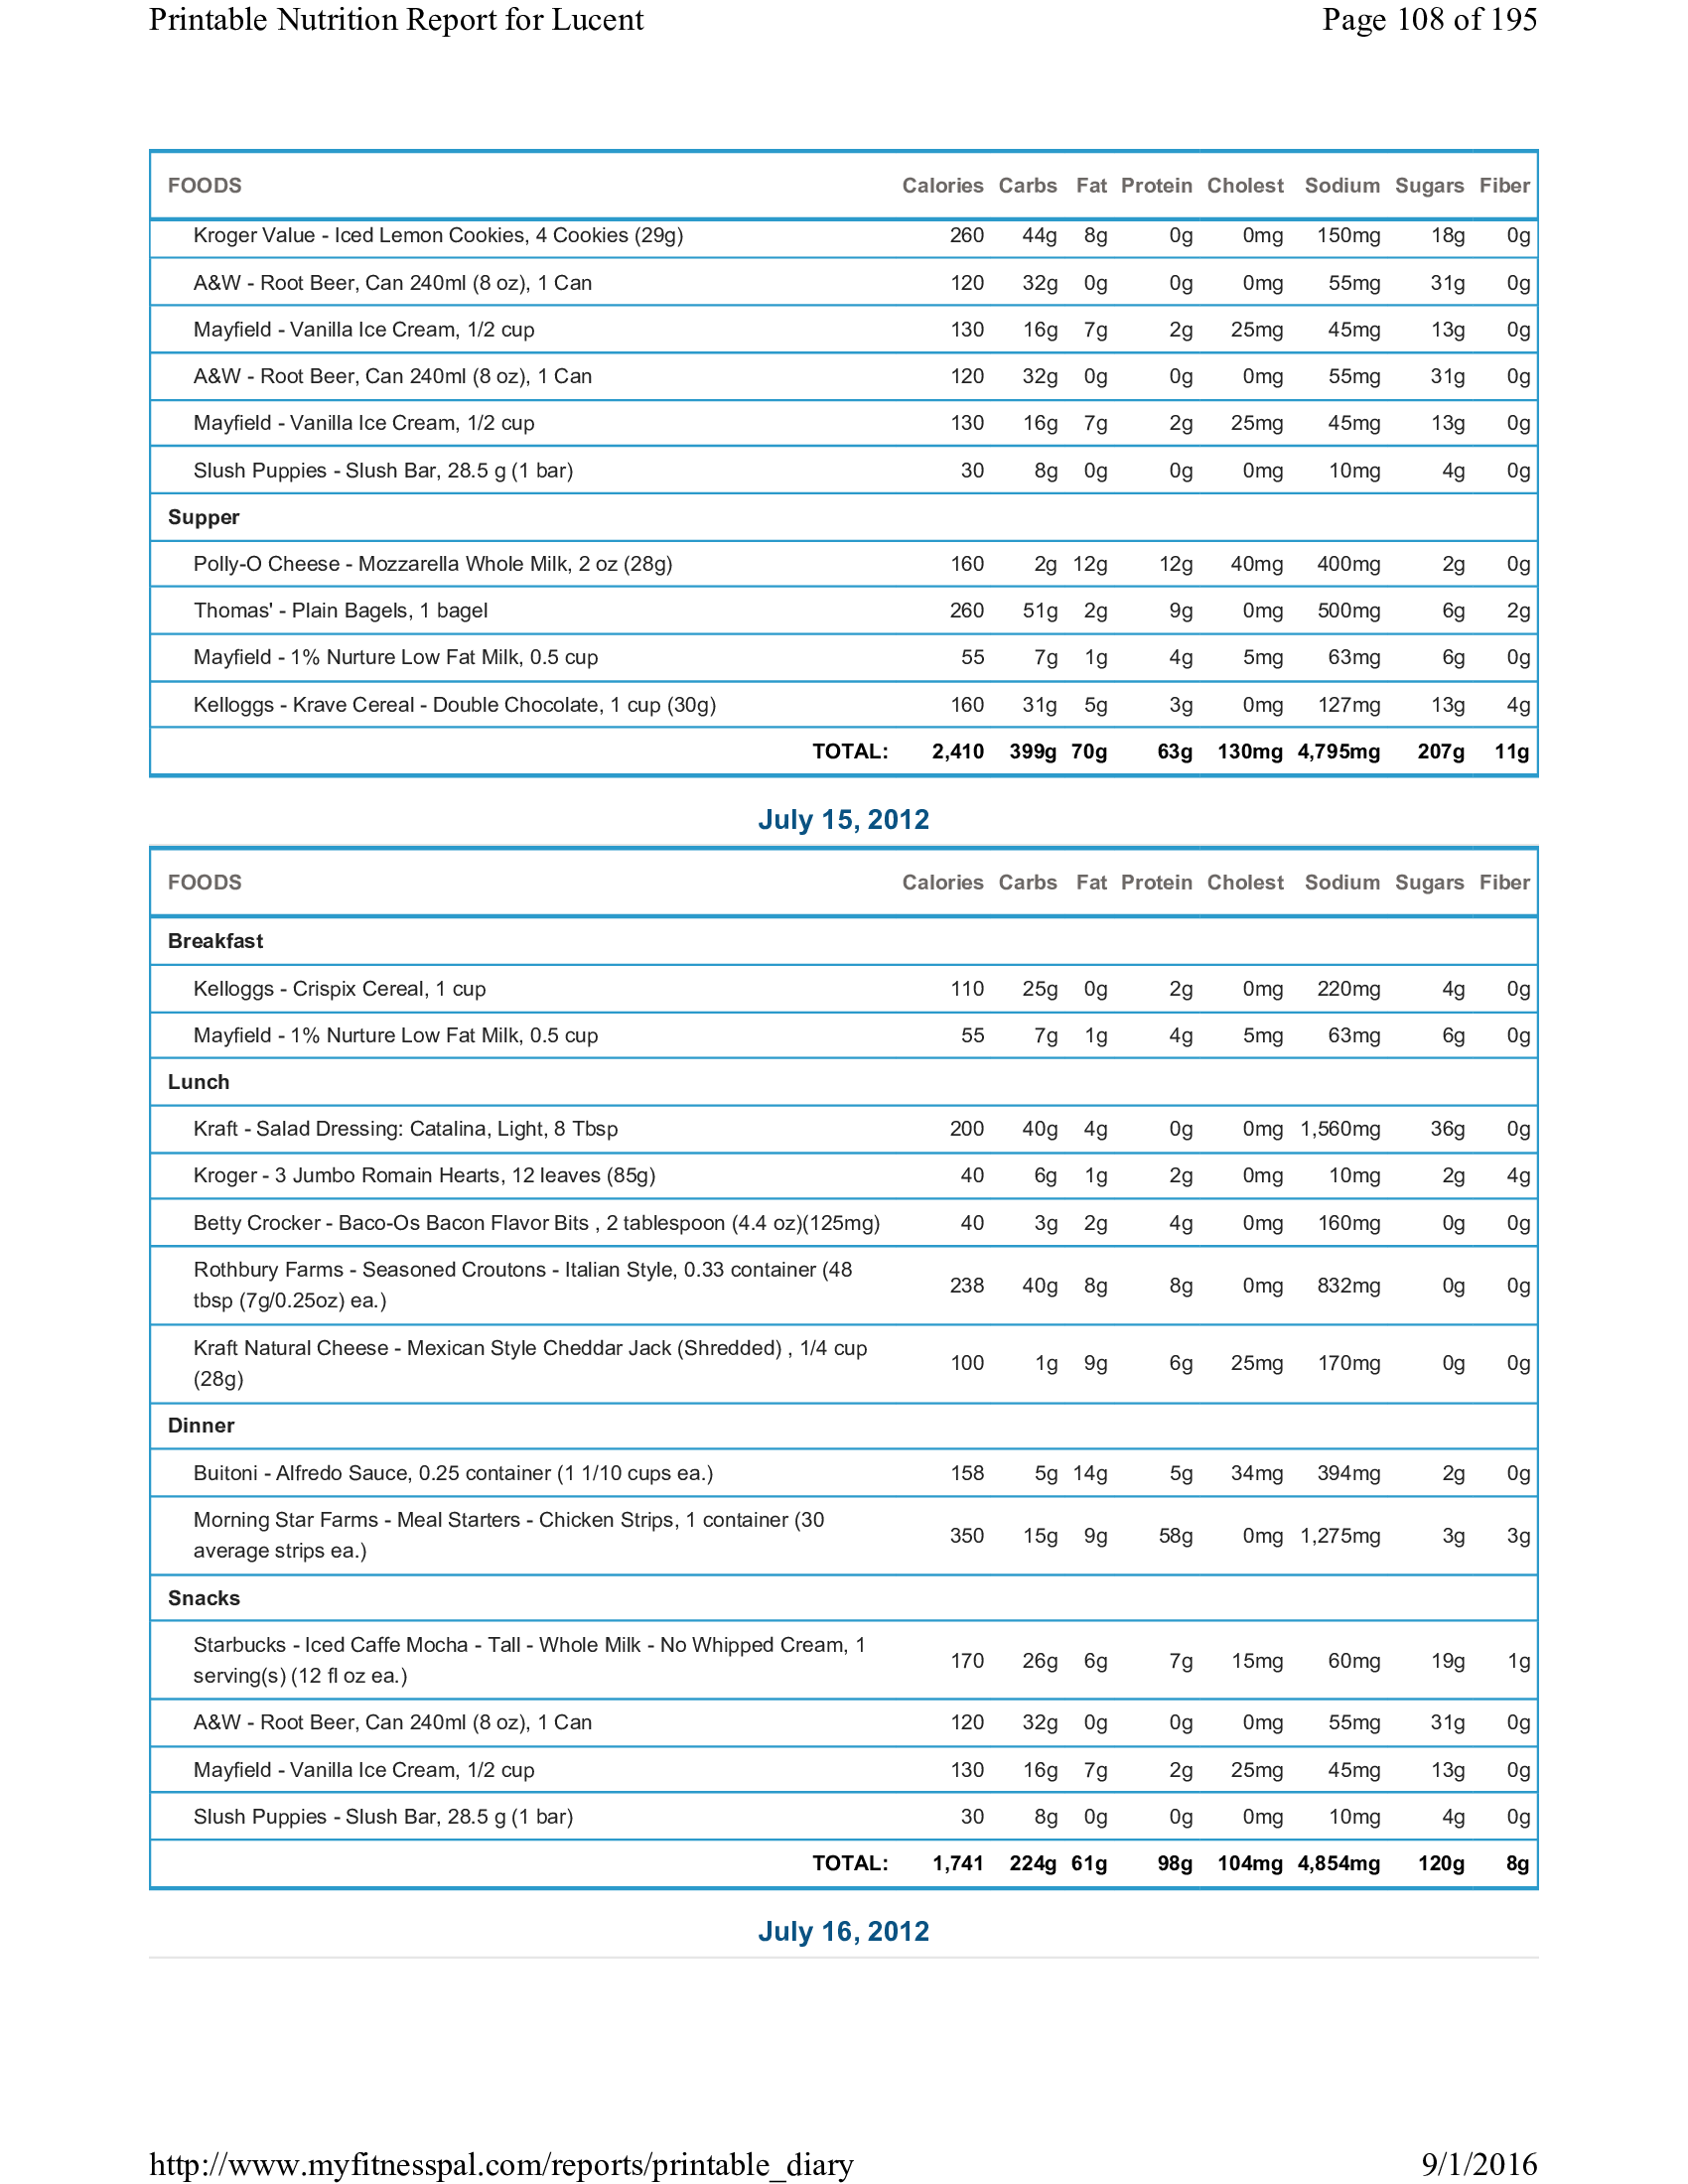 Printable Nutrition Report for Lucent Page 108 of 195
FOODS Calories Carbs Fat Protein Cholest Sodium Sugars Fiber
Kroger Value - Iced Lemon Cookies, 4 Cookies (29g) 260 44g 8g 0g 0mg 150mg 18g 0g
A&W - Root Beer, Can 240ml (8 oz), 1 Can 120 32g 0g 0g 0mg 55mg 31g 0g
Mayfield - Vanilla Ice Cream, 1/2 cup 130 16g 7g 2g 25mg 45mg 13g 0g
A&W - Root Beer, Can 240ml (8 oz), 1 Can 120 32g 0g 0g 0mg 55mg 31g 0g
Mayfield - Vanilla Ice Cream, 1/2 cup 130 16g 7g 2g 25mg 45mg 13g 0g
Slush Puppies - Slush Bar, 28.5 g (1 bar) 30 8g 0g 0g 0mg 10mg 4g 0g
Supper
Polly-O Cheese - Mozzarella Whole Milk, 2 oz (28g) 160 2g 12g 12g 40mg 400mg 2g 0g
Thomas' - Plain Bagels, 1 bagel 260 51g 2g 9g 0mg 500mg 6g 2g
Mayfield - 1% Nurture Low Fat Milk, 0.5 cup 55 7g 1g 4g 5mg 63mg 6g 0g
Kelloggs - Krave Cereal - Double Chocolate, 1 cup (30g) 160 31g 5g 3g 0mg 127mg 13g 4g
TOTAL: 2,410 399g 70g 63g 130mg 4,795mg 207g 11g
July 15, 2012
FOODS Calories Carbs Fat Protein Cholest Sodium Sugars Fiber
Breakfast
Kelloggs - Crispix Cereal, 1 cup 110 25g 0g 2g 0mg 220mg 4g 0g
Mayfield - 1% Nurture Low Fat Milk, 0.5 cup 55 7g 1g 4g 5mg 63mg 6g 0g
Lunch
Kraft - Salad Dressing: Catalina, Light, 8 Tbsp 200 40g 4g 0g 0mg 1,560mg 36g 0g
Kroger - 3 Jumbo Romain Hearts, 12 leaves (85g) 40 6g 1g 2g 0mg 10mg 2g 4g
Betty Crocker - Baco-Os Bacon Flavor Bits , 2 tablespoon (4.4 oz)(125mg) 40 3g 2g 4g 0mg 160mg 0g 0g
Rothbury Farms - Seasoned Croutons - Italian Style, 0.33 container (48
tbsp (7g/0.25oz) ea.) 238 40g 8g 8g 0mg 832mg 0g 0g
Kraft Natural Cheese - Mexican Style Cheddar Jack (Shredded) , 1/4 cup
(28g) 100 1g 9g 6g 25mg 170mg 0g 0g
Dinner
Buitoni - Alfredo Sauce, 0.25 container (1 1/10 cups ea.) 158 5g 14g 5g 34mg 394mg 2g 0g
Morning Star Farms - Meal Starters - Chicken Strips, 1 container (30
average strips ea.) 350 15g 9g 58g 0mg 1,275mg 3g 3g
Snacks
Starbucks - Iced Caffe Mocha - Tall - Whole Milk - No Whipped Cream, 1
serving(s) (12 fl oz ea.) 170 26g 6g 7g 15mg 60mg 19g 1g
A&W - Root Beer, Can 240ml (8 oz), 1 Can 120 32g 0g 0g 0mg 55mg 31g 0g
Mayfield - Vanilla Ice Cream, 1/2 cup 130 16g 7g 2g 25mg 45mg 13g 0g
Slush Puppies - Slush Bar, 28.5 g (1 bar) 30 8g 0g 0g 0mg 10mg 4g 0g
TOTAL: 1,741 224g 61g 98g 104mg 4,854mg 120g 8g
July 16, 2012
http://www.myfitnesspal.com/reports/printable_diary 9/1/2016